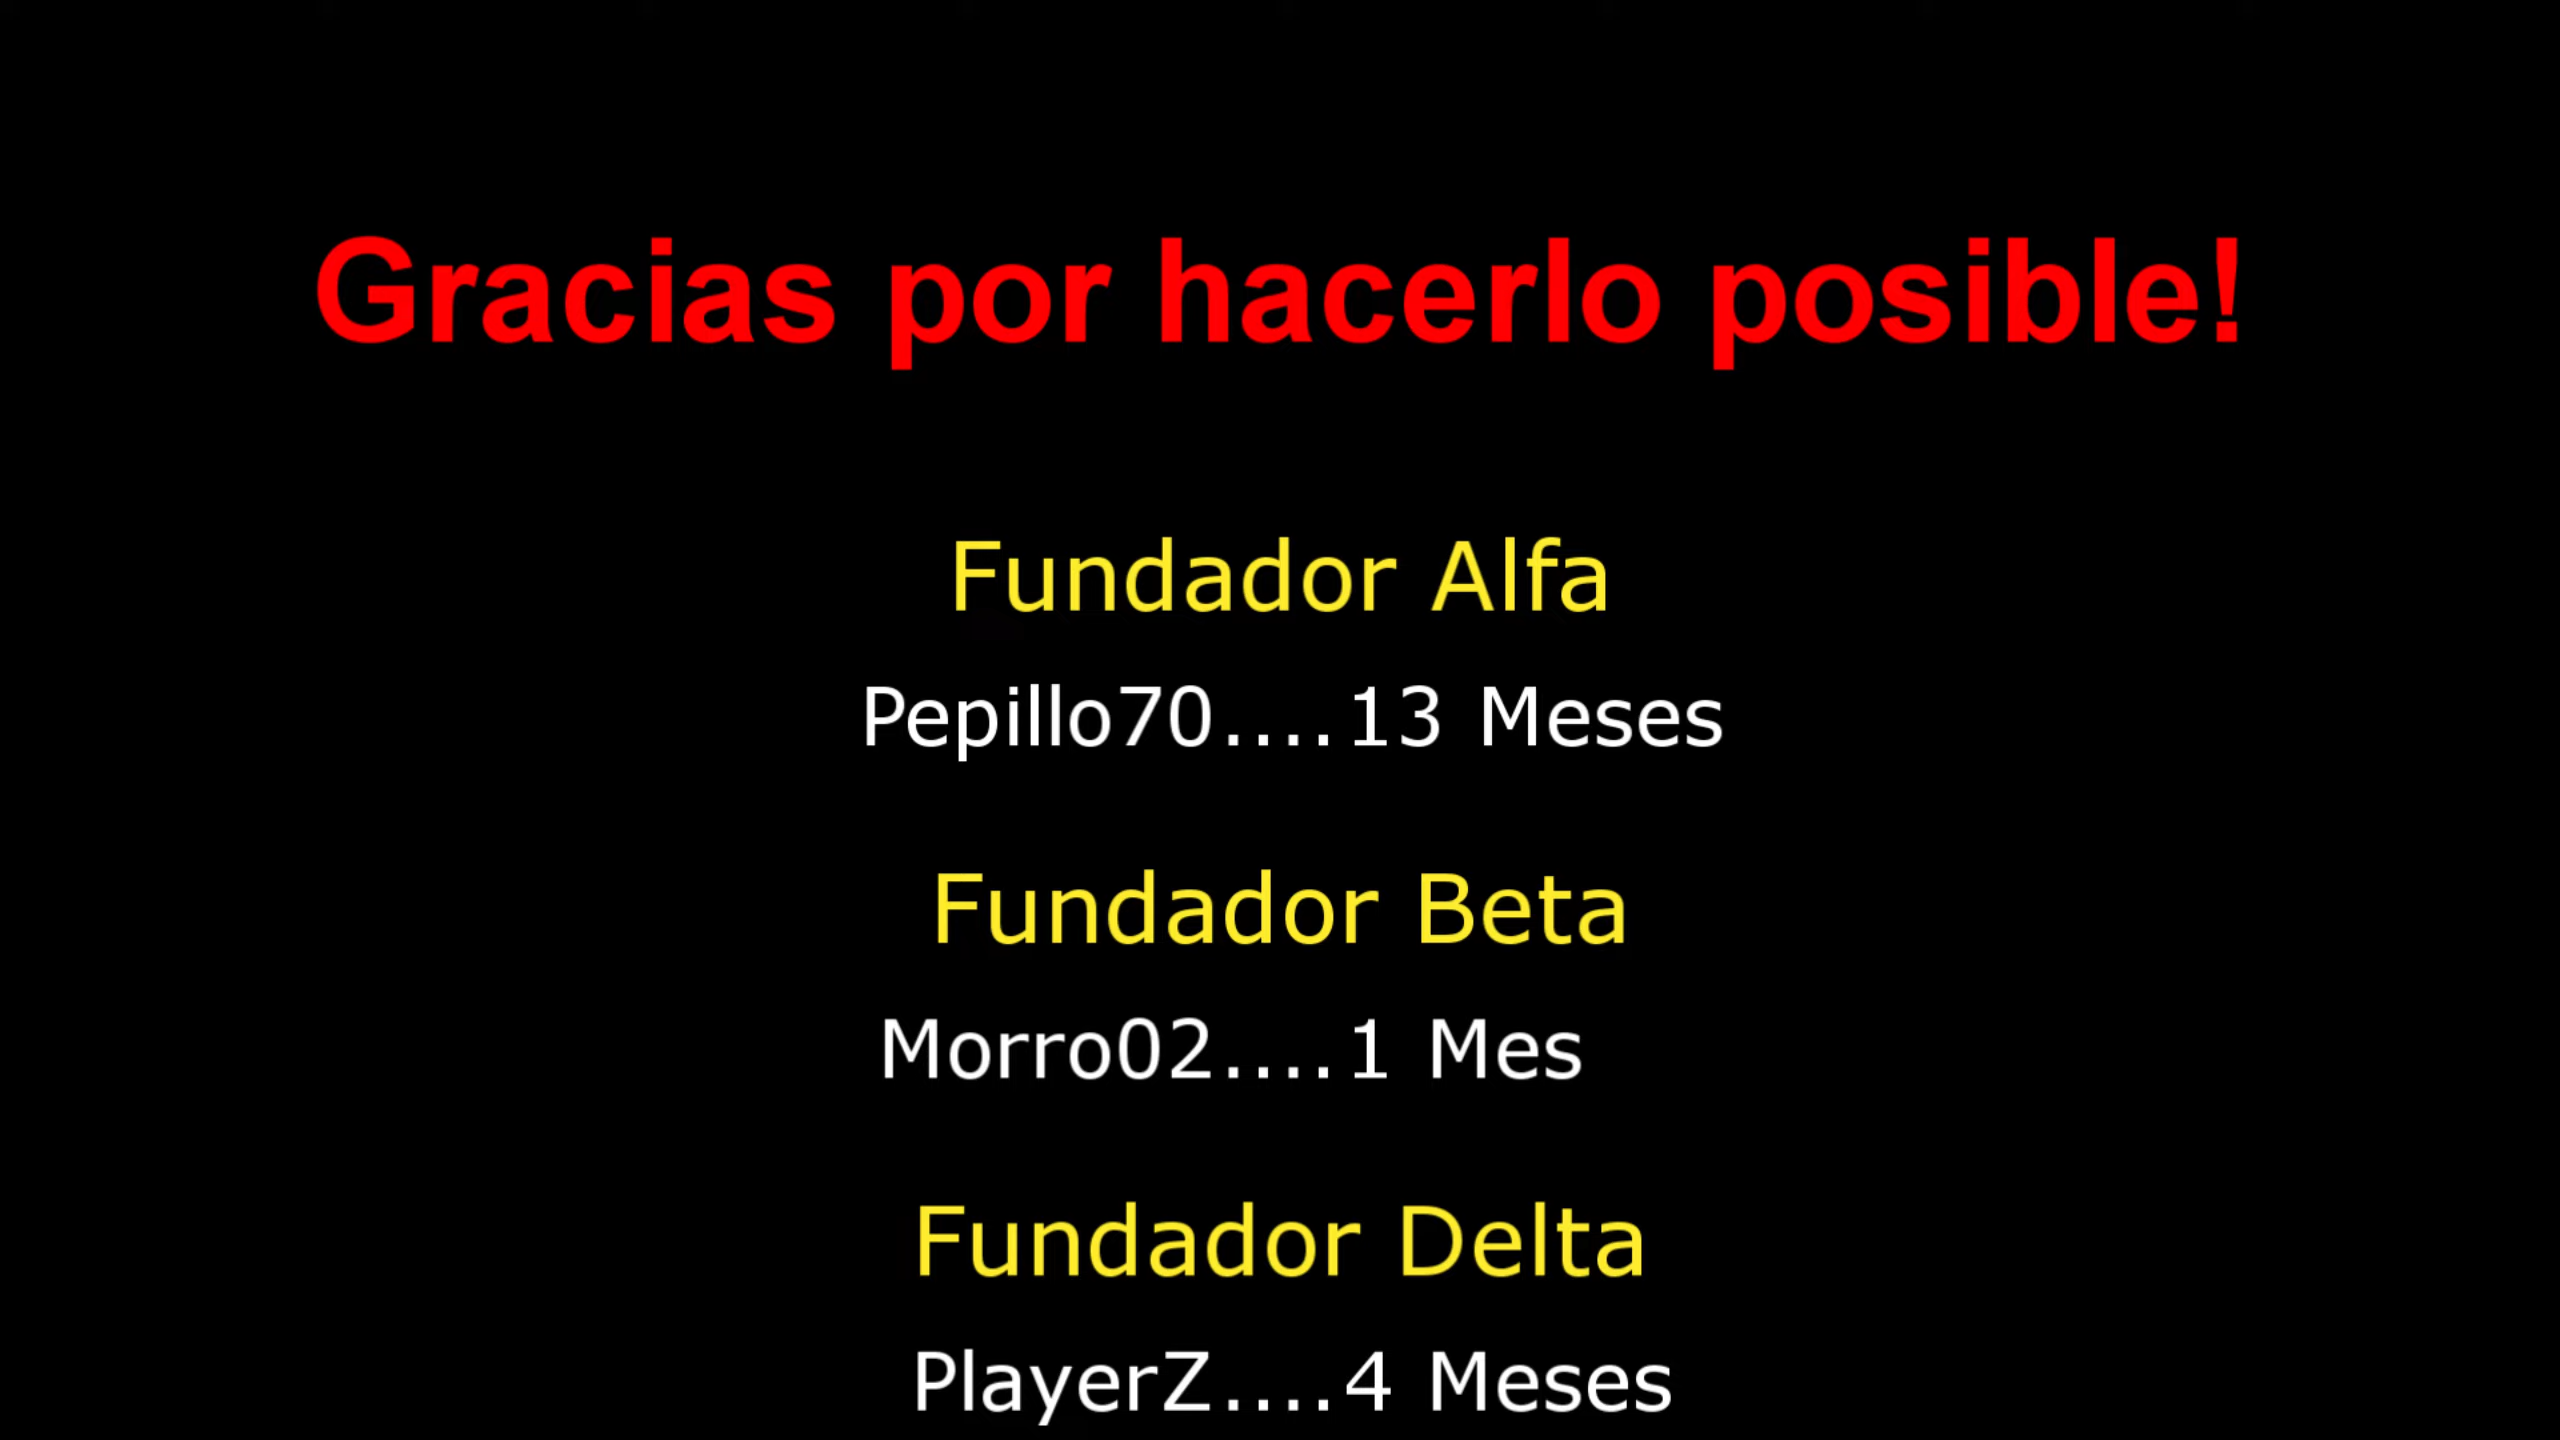 Gracias por hacerlo posible!
Fundador Alfa
Pepillo70....13 Meses
Fundador Beta
Morro02....1 Mes
Fundador Delta
PlayerZ....4 Meses